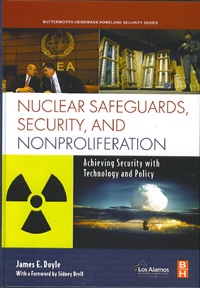 BUTTERWORTH-HEINEMANN HOMELAND SECURITY SERIES
NUCLEAR SAFEGUARDS,
SECURITY, AND
NONPROLIFERATION
Achieving Security with
Technology and Policy
James E. Doyle
With a Foreword by Sidney Drell
Los Alamos
B
H